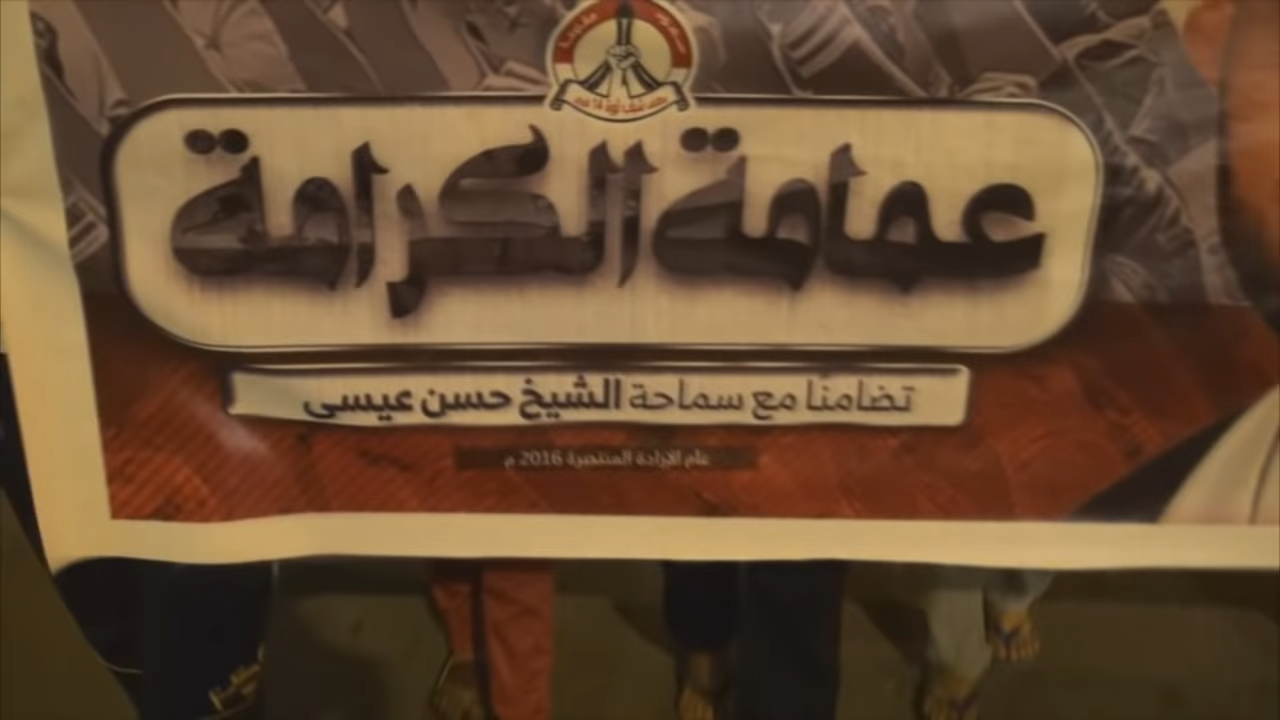 عمامة الكرامة
تضامنا مع سماحة الشيخ حسن عيسى
عام الإرادة المنتصرة 2016 م